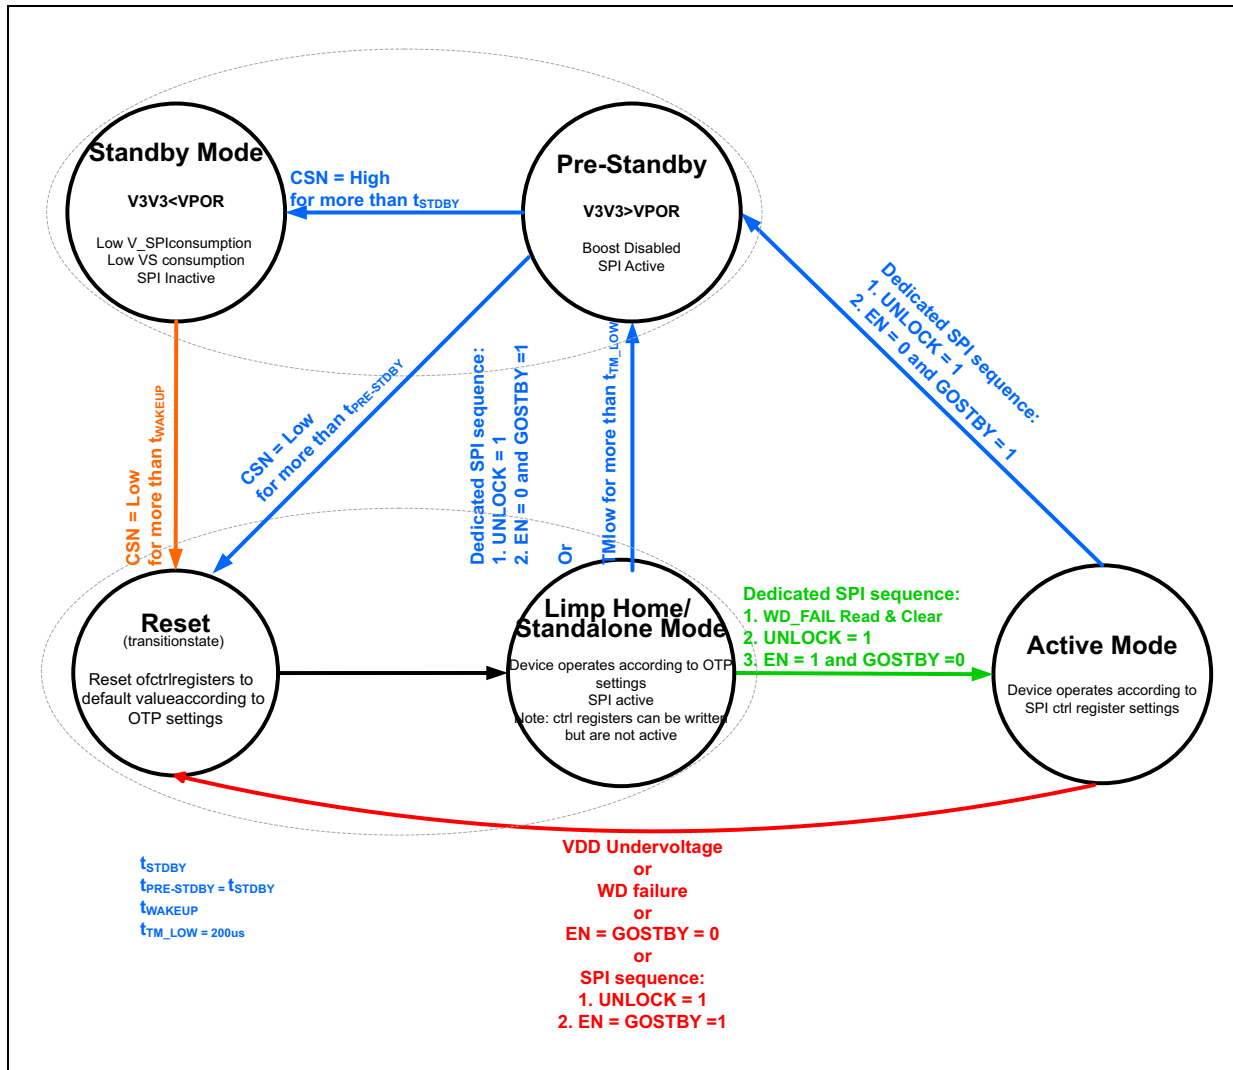 Standby Mode
V3V3<VPOR
Low V_SPIconsumption
Low VS consumption
SPI Inactive
CSN = High
for more than tSTDBY
Pre-Standby
V3V3>VPOR
Boost Disabled
SPI Active
Dedicated SPI sequence:
1. UNLOCK = 1
2. EN = 0 and GOSTBY = 1
CSN = Low
for more than tWAKEUP
CSN = Low
for more than tPRE-STDBY
Dedicated SPI sequence:
1. UNLOCK = 1
2. EN = 0 and GOSTBY =1
Or
TMlow for more than tTM_LOW
Reset
(transitionstate)
Reset ofctrlregisters to
default valueaccording to
OTP settings
Limp Home/
Standalone Mode
Device operates according to OTP
settings
SPI active
Note: ctrl registers can be written
but are not active
Dedicated SPI sequence:
1. WD_FAIL Read & Clear
2. UNLOCK = 1
3. EN = 1 and GOSTBY =0
Active Mode
Device operates according to
SPI ctrl register settings
VDD Undervoltage
or
WD failure
or
EN = GOSTBY = 0
or
SPI sequence:
1. UNLOCK = 1
2. EN = GOSTBY =1
tSTDBY
tPRE-STDBY = tSTDBY
tWAKEUP
tTM_LOW = 200us